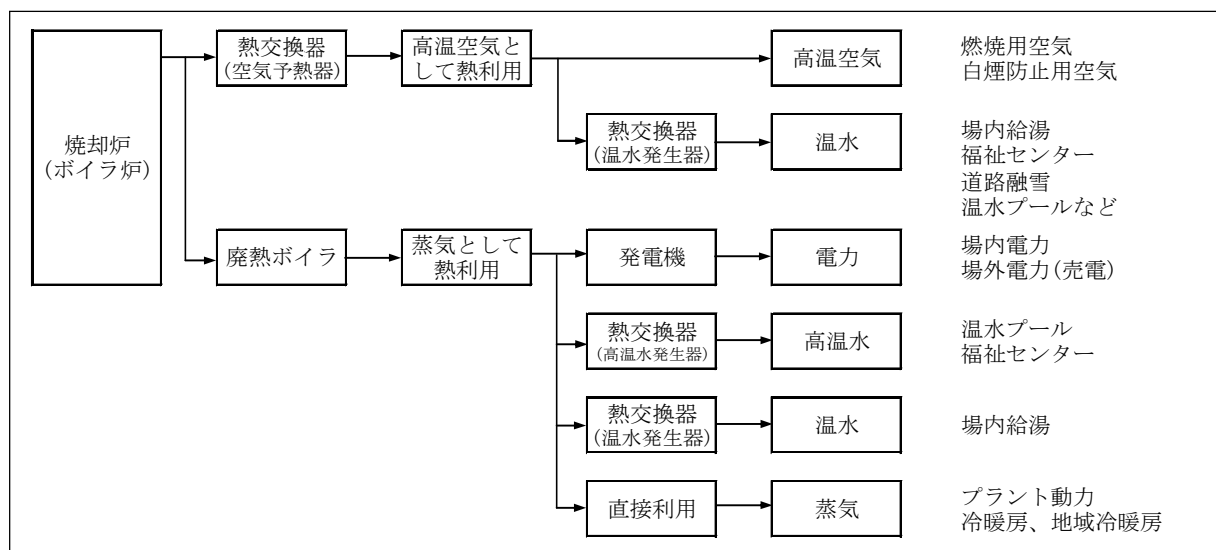 焼却炉
(ボイラ炉)
熱交換器
(空気予熱器)
高温空気と
して熱利用
高温空気
燃焼用空気
白煙防止用空気
熱交換器
(温水発生器)
温水
場内給湯
福祉センター
道路融雪
温水プールなど
廃熱ボイラ
蒸気として
熱利用
発電機
電力
場内電力
場外電力(売電)
熱交換器
(高温水発生器)
高温水
温水プール
福祉センター
熱交換器
(温水発生器)
温水
場内給湯
直接利用
蒸気
プラント動力
冷暖房、地域冷暖房